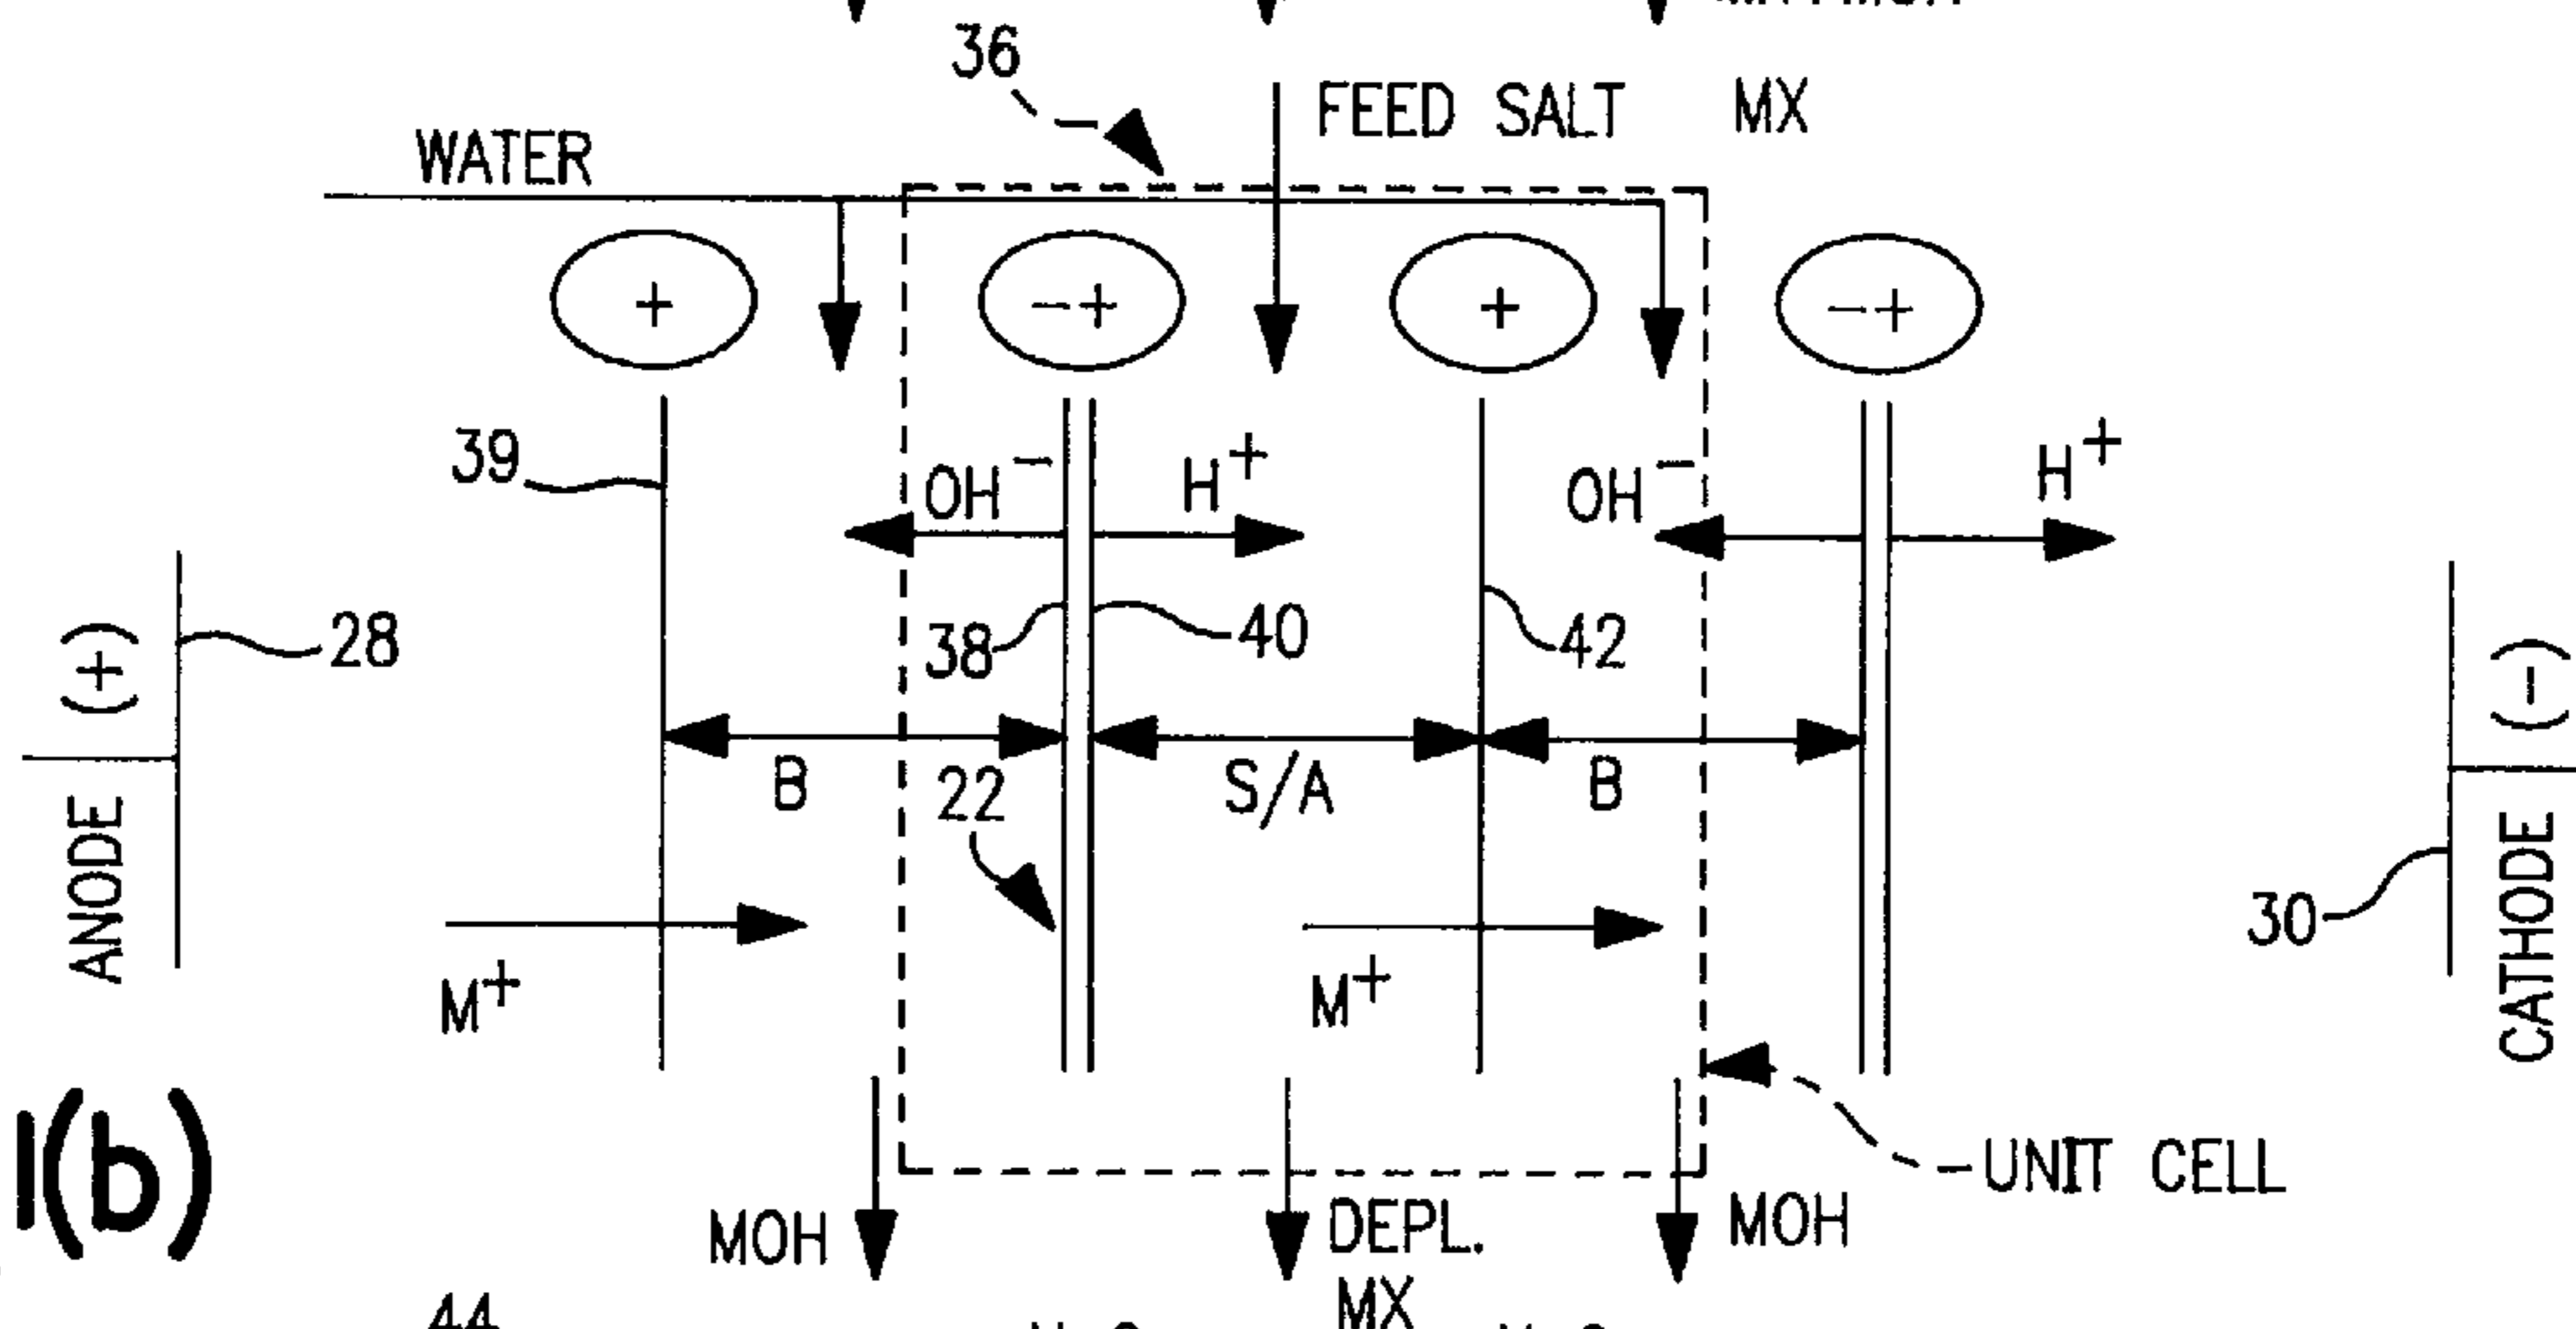 36
FEED SALT MX
WATER
+ -+ + -+
39 OH⁻ H⁺ OH⁻ H⁺
(+) 28 38 40 42 (-)
B 22 S/A B
ANODE CATHODE
30
M⁺ M⁺
UNIT CELL
1(b)
MOH DEPL. MOH
MX
44